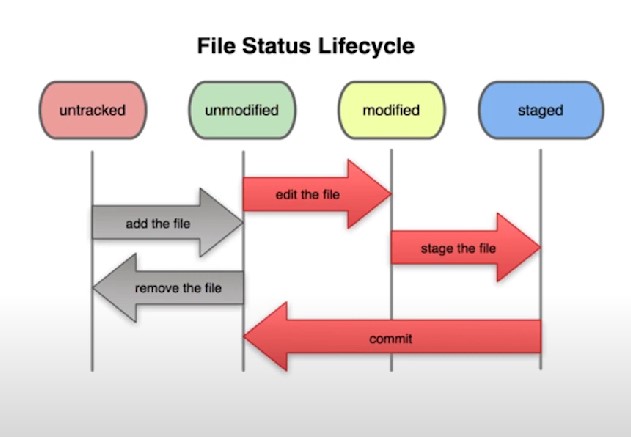 File Status Lifecycle
untracked
unmodified
modified
staged
edit the file
add the file
stage the file
remove the file
commit